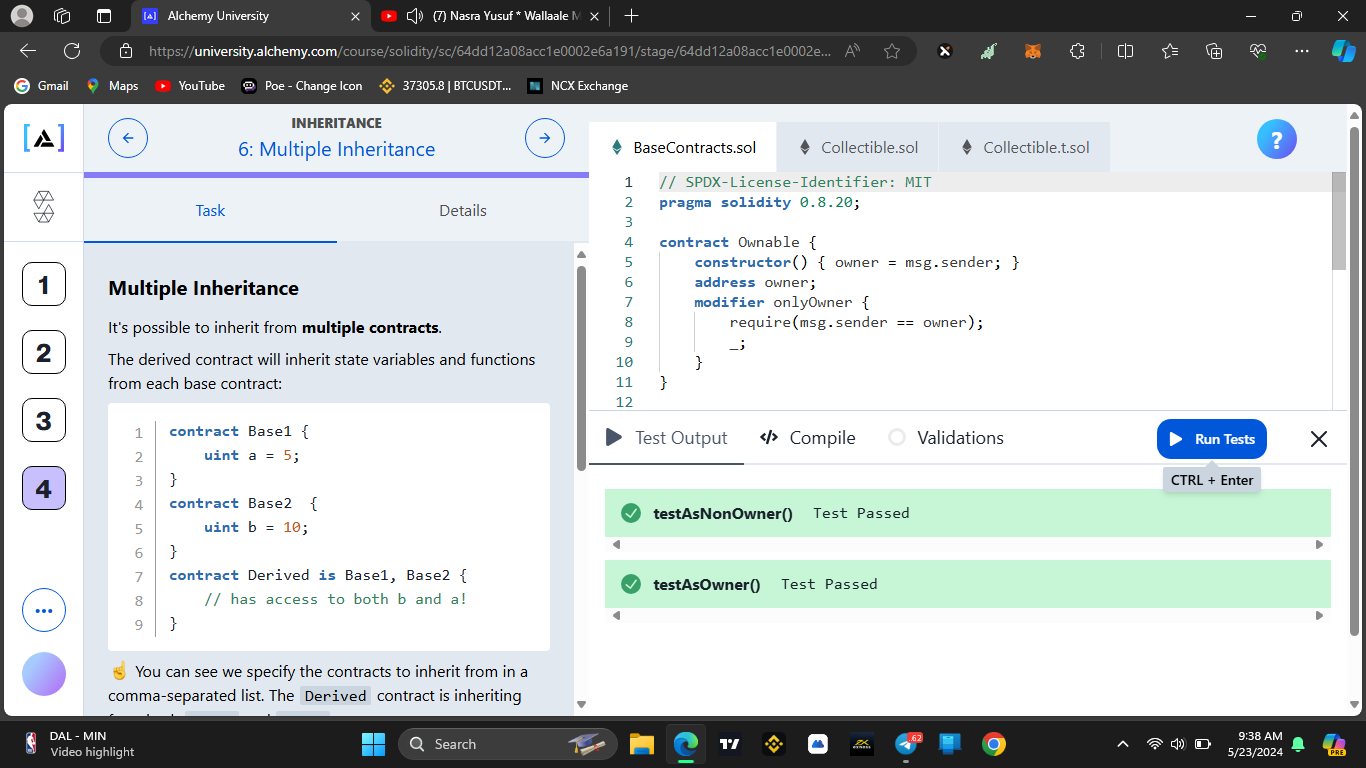 Alchemy University
(7) Nasra Yusuf * Wallaale M
https://university.alchemy.com/course/solidity/sc/64dd12a08acc1e0002e6a191/stage/64dd12a08acc1e0002e...
Gmail
Maps
YouTube
Poe - Change Icon
37305.8 | BTCUSDT...
NCX Exchange
INHERITANCE
6: Multiple Inheritance
Task
Details
1
2
3
4
Multiple Inheritance
It's possible to inherit from multiple contracts.
The derived contract will inherit state variables and functions
from each base contract:
1 contract Base1 {
2 uint a = 5;
3 }
4 contract Base2 {
5 uint b = 10;
6 }
7 contract Derived is Base1, Base2 {
8 // has access to both b and a!
9 }
☝ You can see we specify the contracts to inherit from in a
comma-separated list. The Derived contract is inheriting
BaseContracts.sol
Collectible.sol
Collectible.t.sol
?
1 // SPDX-License-Identifier: MIT
2 pragma solidity 0.8.20;
3
4 contract Ownable {
5 constructor() { owner = msg.sender; }
6 address owner;
7 modifier onlyOwner {
8 require(msg.sender == owner);
9 _;
10 }
11 }
12
Test Output
Compile
Validations
Run Tests
CTRL + Enter
testAsNonOwner() Test Passed
testAsOwner() Test Passed
DAL - MIN
Video highlight
Search
62
9:38 AM
5/23/2024
PRE